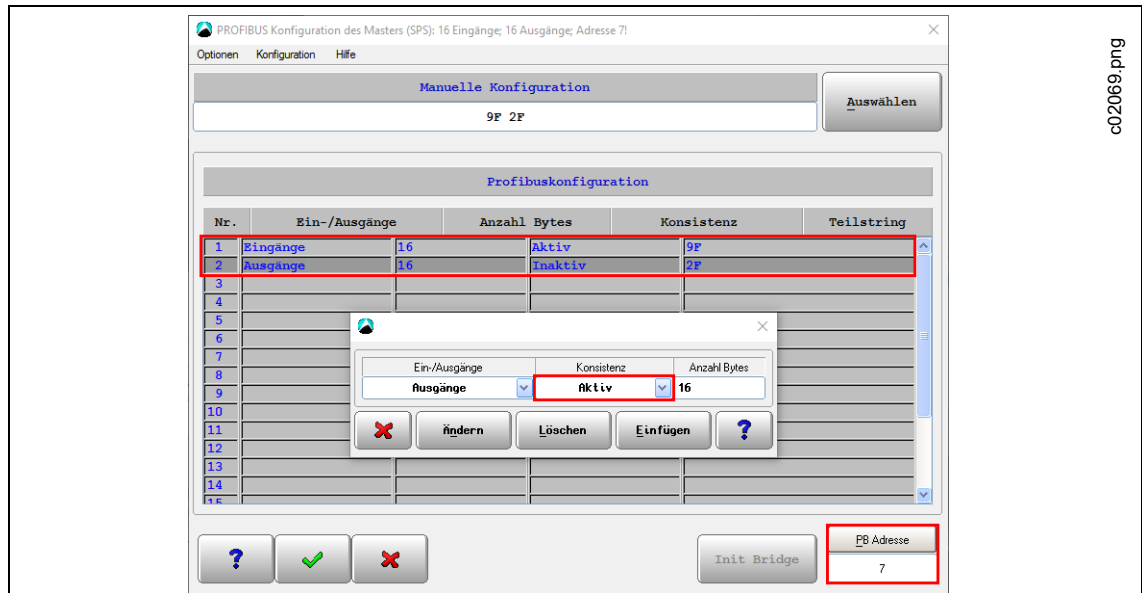 PROFIBUS Konfiguration des Masters (SPS): 16 Eingänge; 16 Ausgänge; Adresse 7!
Optionen Konfiguration Hilfe
Manuelle Konfiguration
Auswählen
9F 2F
Profibuskonfiguration
Nr. Ein-/Ausgänge Anzahl Bytes Konsistenz Teilstring
1 Eingänge 16 Aktiv 9F
2 Ausgänge 16 Inaktiv 2F
3
4
5
6
7
8
9
10
11
12
13
14
15
Ein-/Ausgänge Konsistenz Anzahl Bytes
Ausgänge Aktiv 16
Ändern Löschen Einfügen ?
? Init Bridge
PB Adresse
7
c02069.png